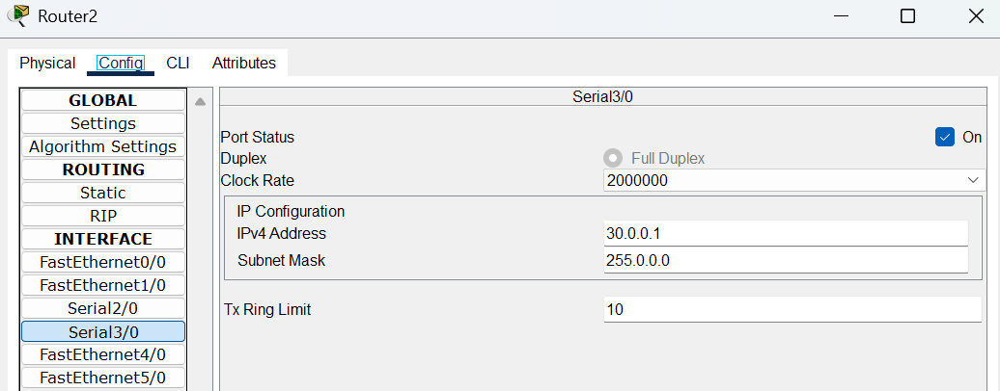 Router2
Physical Config CLI Attributes
GLOBAL
Settings
Algorithm Settings
ROUTING
Static
RIP
INTERFACE
FastEthernet0/0
FastEthernet1/0
Serial2/0
Serial3/0
FastEthernet4/0
FastEthernet5/0
Serial3/0
Port Status On
Duplex Full Duplex
Clock Rate 2000000
IP Configuration
IPv4 Address 30.0.0.1
Subnet Mask 255.0.0.0
Tx Ring Limit 10